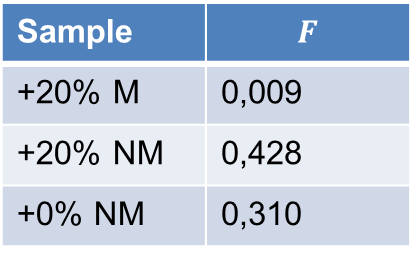 Sample F
+20% M 0,009
+20% NM 0,428
+0% NM 0,310